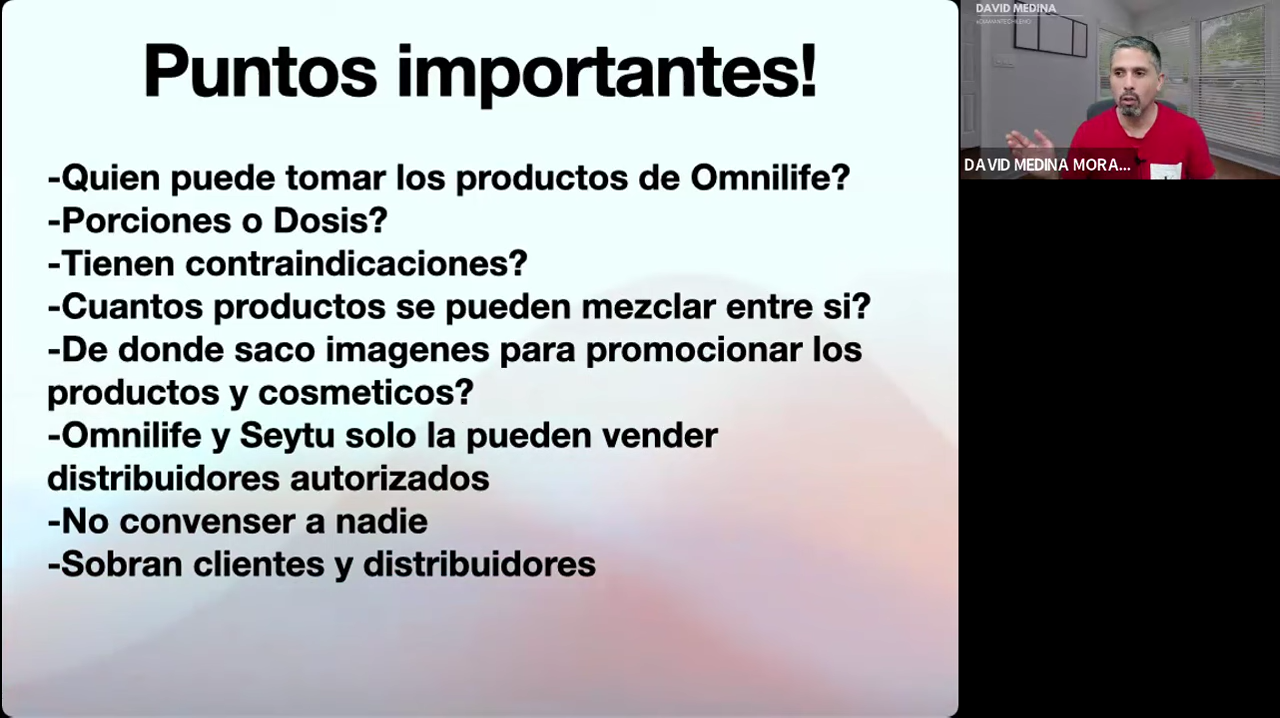 Puntos importantes!
-Quien puede tomar los productos de Omnilife?
-Porciones o Dosis?
-Tienen contraindicaciones?
-Cuantos productos se pueden mezclar entre si?
-De donde saco imagenes para promocionar los
productos y cosmeticos?
-Omnilife y Seytu solo la pueden vender
distribuidores autorizados
-No convenser a nadie
-Sobran clientes y distribuidores
DAVID MEDINA
DAVID MEDINA MORA...